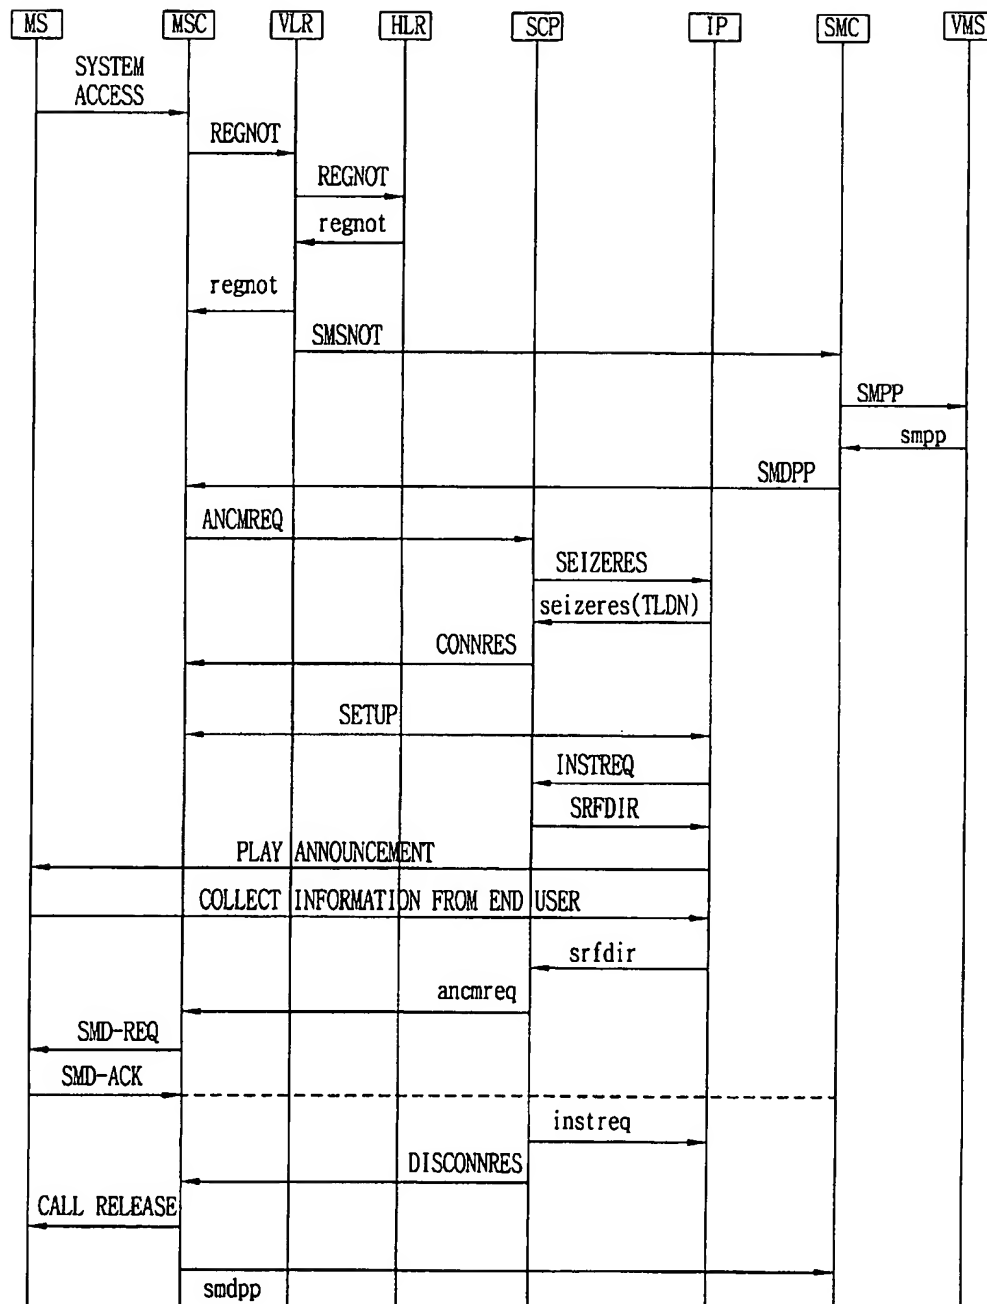 MS MSC VLR HLR SCP IP SMC VMS
SYSTEM
ACCESS
REGNOT
REGNOT
regnot
regnot
SMSNOT
SMPP
smpp
SMDPP
ANCMREQ
SEIZERES
seizeres(TLDN)
CONNRES
SETUP
INSTREQ
SRFDIR
PLAY ANNOUNCEMENT
COLLECT INFORMATION FROM END USER
srfdir
ancmreq
SMD-REQ
SMD-ACK
instreq
DISCONNRES
CALL RELEASE
smdpp